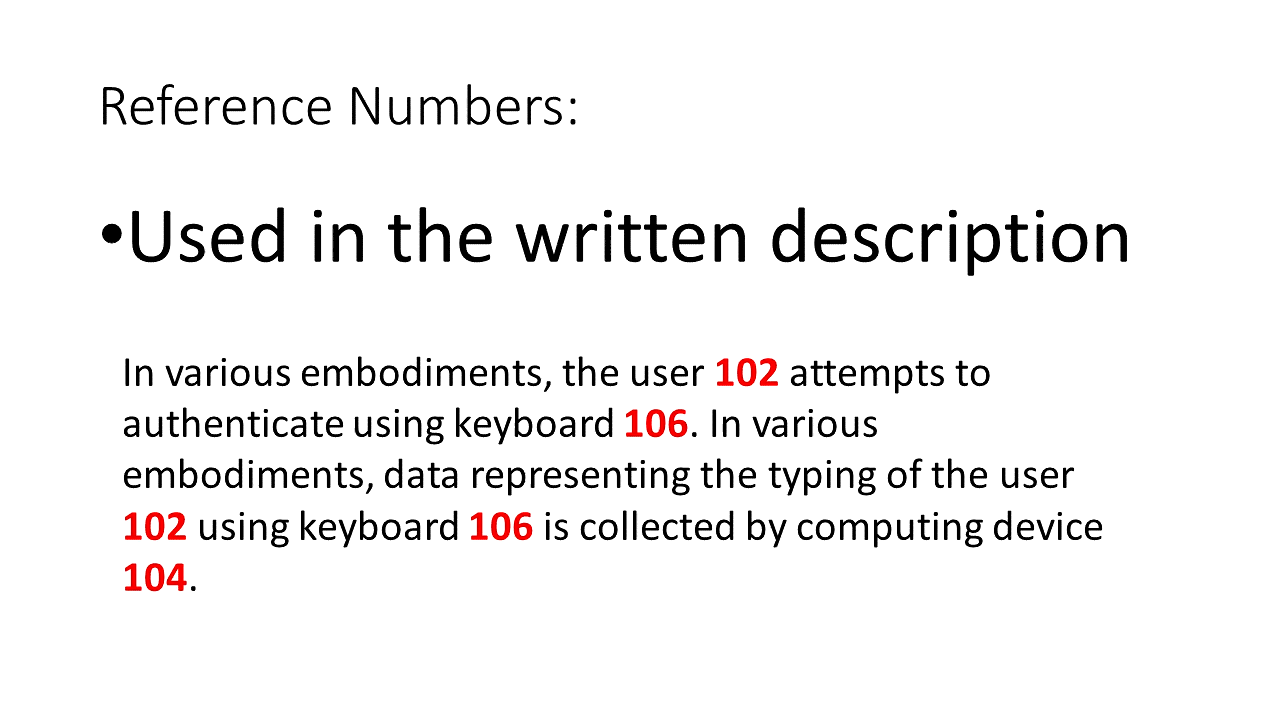 Reference Numbers:
•Used in the written description
In various embodiments, the user 102 attempts to
authenticate using keyboard 106. In various
embodiments, data representing the typing of the user
102 using keyboard 106 is collected by computing device
104.